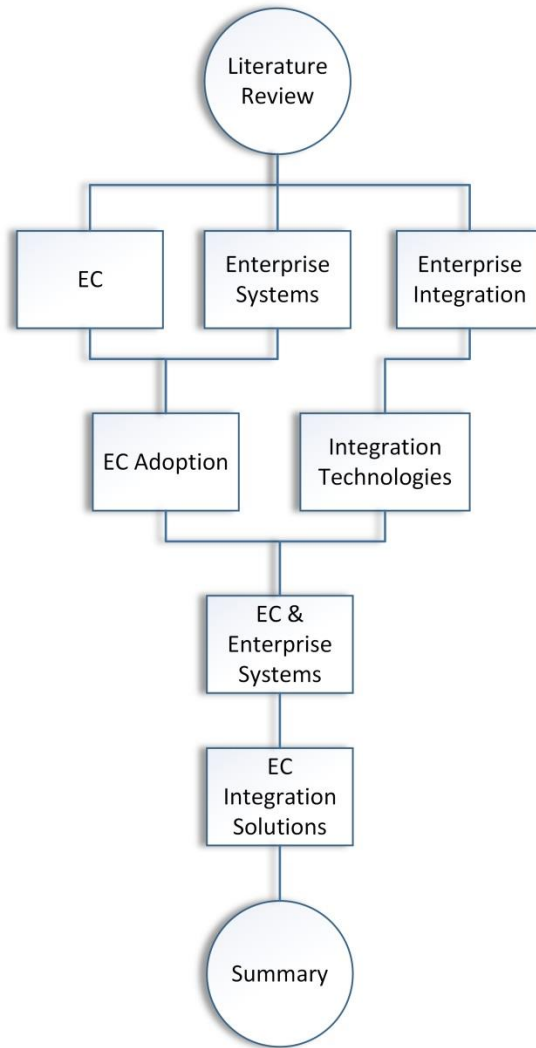 Literature
Review
EC
Enterprise
Systems
Enterprise
Integration
EC Adoption
Integration
Technologies
EC &
Enterprise
Systems
EC
Integration
Solutions
Summary